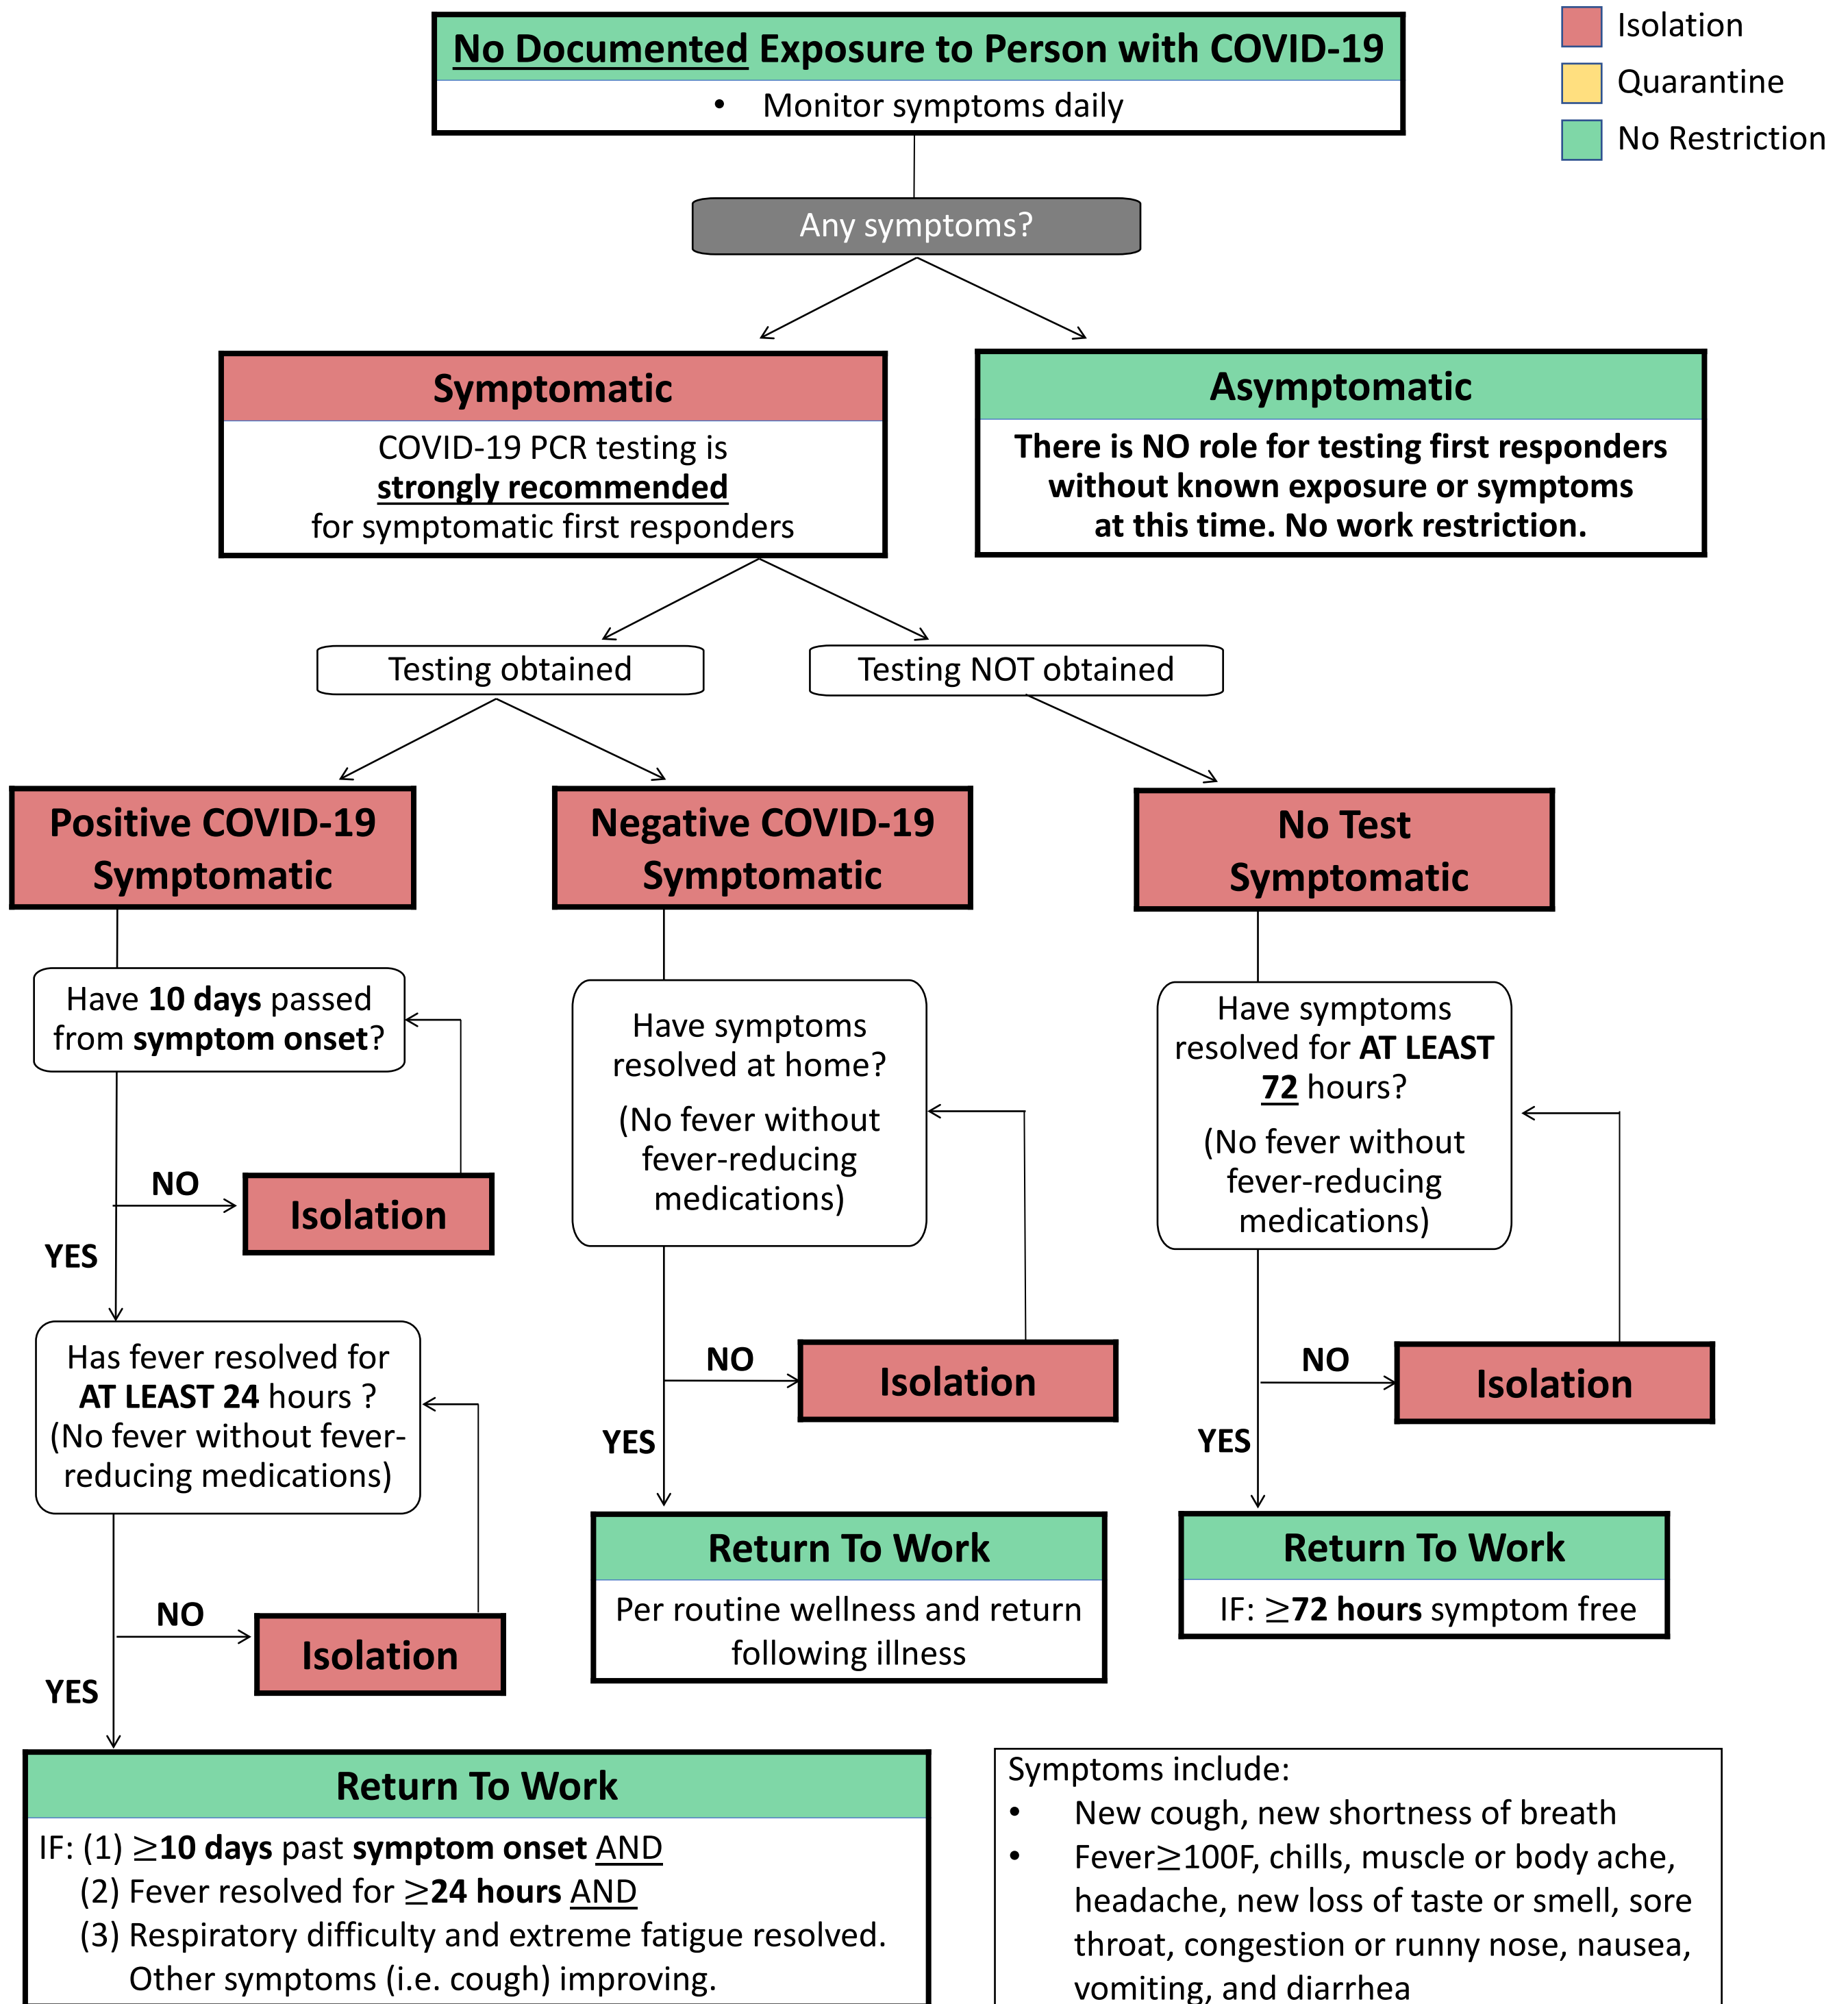 No Documented Exposure to Person with COVID-19
• Monitor symptoms daily
Isolation
Quarantine
No Restriction
Any symptoms?
Symptomatic
COVID-19 PCR testing is
strongly recommended
for symptomatic first responders
Asymptomatic
There is NO role for testing first responders
without known exposure or symptoms
at this time. No work restriction.
Testing obtained
Testing NOT obtained
Positive COVID-19
Symptomatic
Negative COVID-19
Symptomatic
No Test
Symptomatic
Have 10 days passed
from symptom onset?
NO
Isolation
YES
Has fever resolved for
AT LEAST 24 hours ?
(No fever without fever-
reducing medications)
NO
Isolation
YES
Return To Work
IF: (1) ≥10 days past symptom onset AND
(2) Fever resolved for ≥24 hours AND
(3) Respiratory difficulty and extreme fatigue resolved.
Other symptoms (i.e. cough) improving.
Have symptoms
resolved at home?
(No fever without
fever-reducing
medications)
NO
Isolation
YES
Return To Work
Per routine wellness and return
following illness
Have symptoms
resolved for AT LEAST
72 hours?
(No fever without
fever-reducing
medications)
NO
Isolation
YES
Return To Work
IF: ≥72 hours symptom free
Symptoms include:
• New cough, new shortness of breath
• Fever≥100F, chills, muscle or body ache,
headache, new loss of taste or smell, sore
throat, congestion or runny nose, nausea,
vomiting, and diarrhea